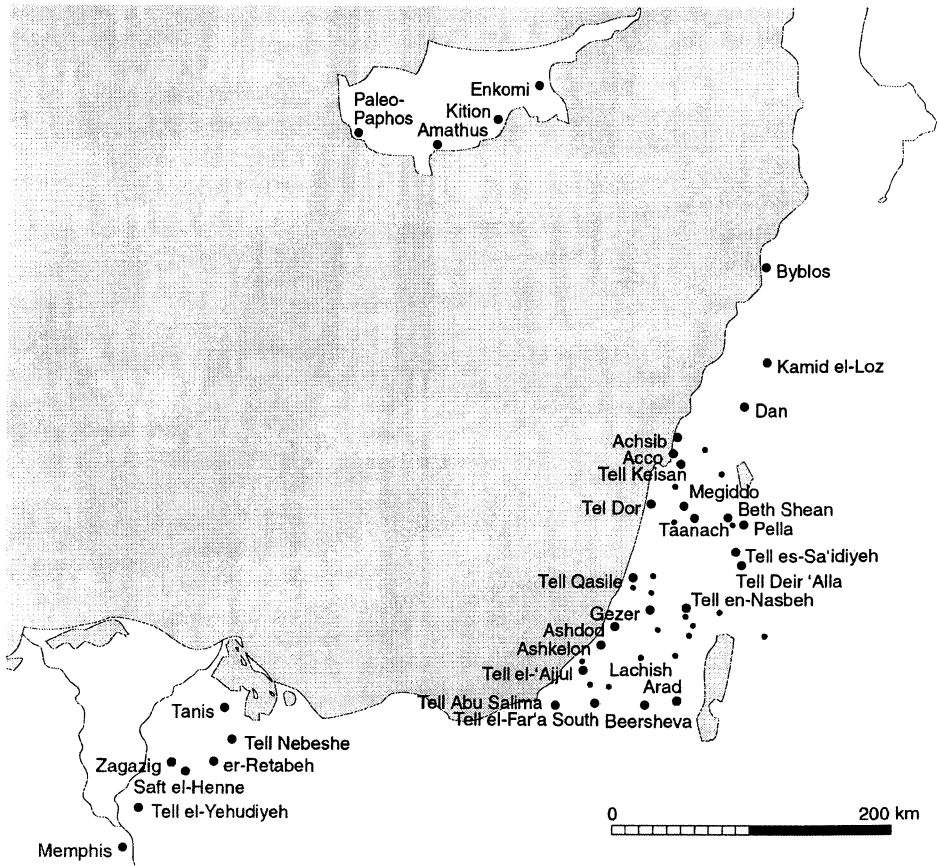 Enkomi
Paleo-
Paphos
Kition
Amathus
Byblos
Kamid el-Loz
Dan
Achsib
Acco
Tell Keisan
Megiddo
Tel Dor
Beth Shean
Taanach
Pella
Tell es-Sa'idiyeh
Tell Deir 'Alla
Tell Qasile
Tell en-Nasbeh
Gezer
Ashdod
Ashkelon
Tell el-'Ajjul
Lachish
Arad
Tell Abu Salima
Tell el-Far'a South
Beersheva
Tanis
Tell Nebeshe
Zagazig
er-Retabeh
Saft el-Henne
Tell el-Yehudiyeh
Memphis
0
200 km